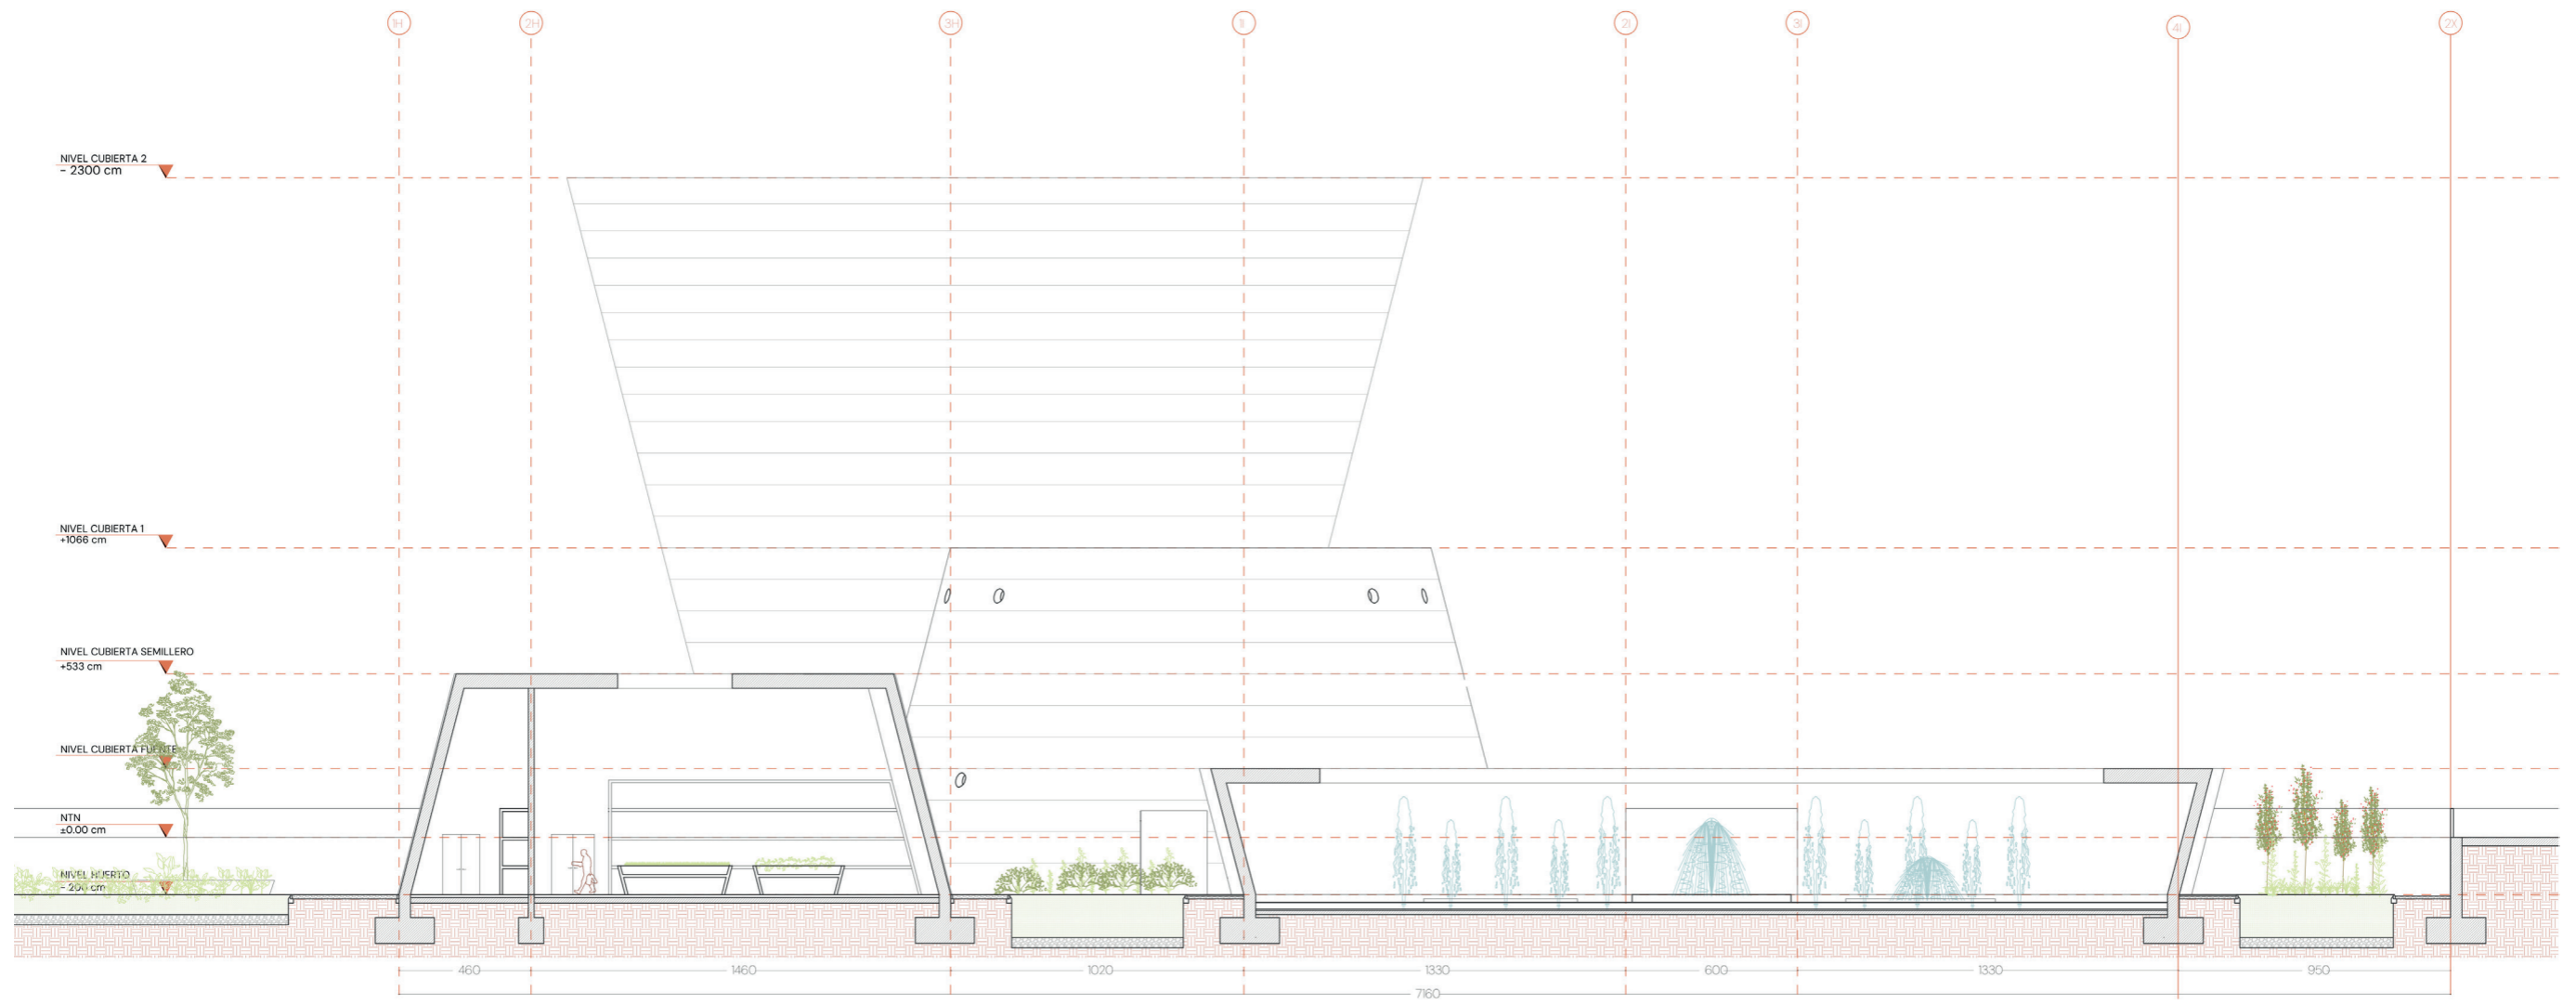 1H 2H 3H 1I 2I 3I 4I 2X
NIVEL CUBIERTA 2
- 2300 cm
NIVEL CUBIERTA 1
+1066 cm
NIVEL CUBIERTA SEMILLERO
+533 cm
NIVEL CUBIERTA FUENTE
NTN
±0.00 cm
NIVEL HUERTO
- 200 cm
460 1460 1020 1330 600 1330 950
7160